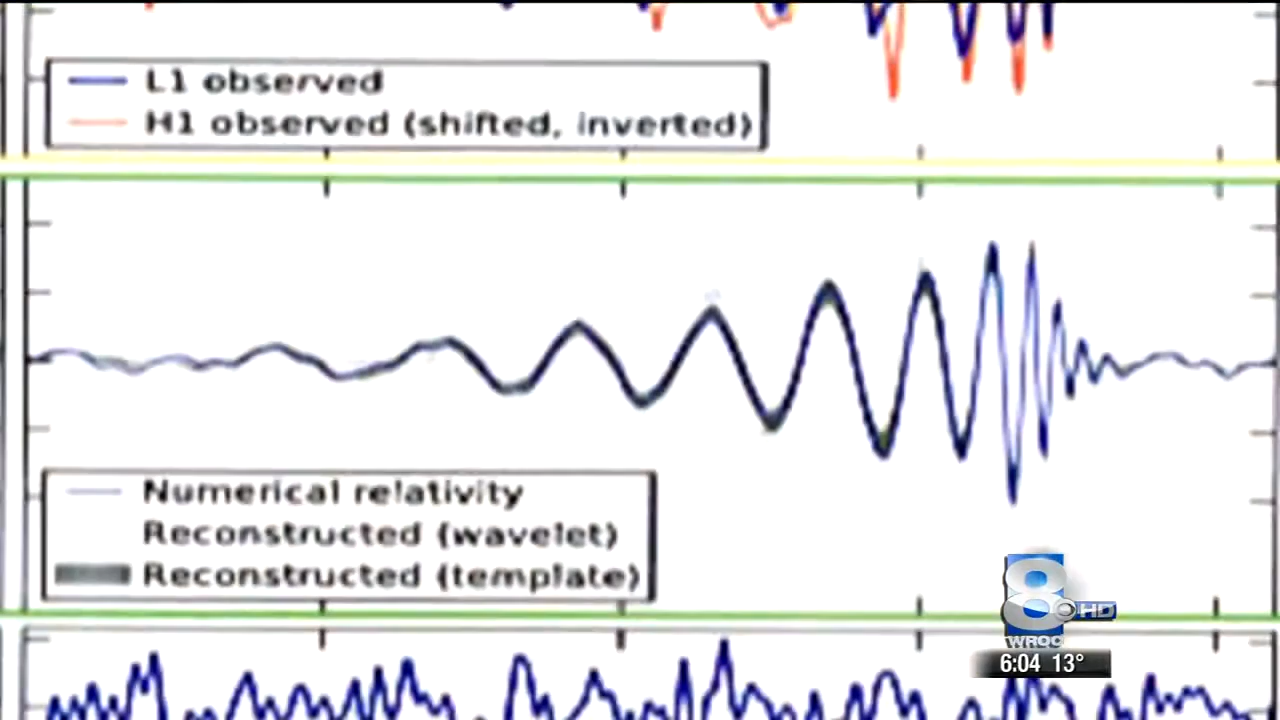 L1 observed
H1 observed (shifted, inverted)
Numerical relativity
Reconstructed (wavelet)
Reconstructed (template)
8
HD
WROC
6:04 13°